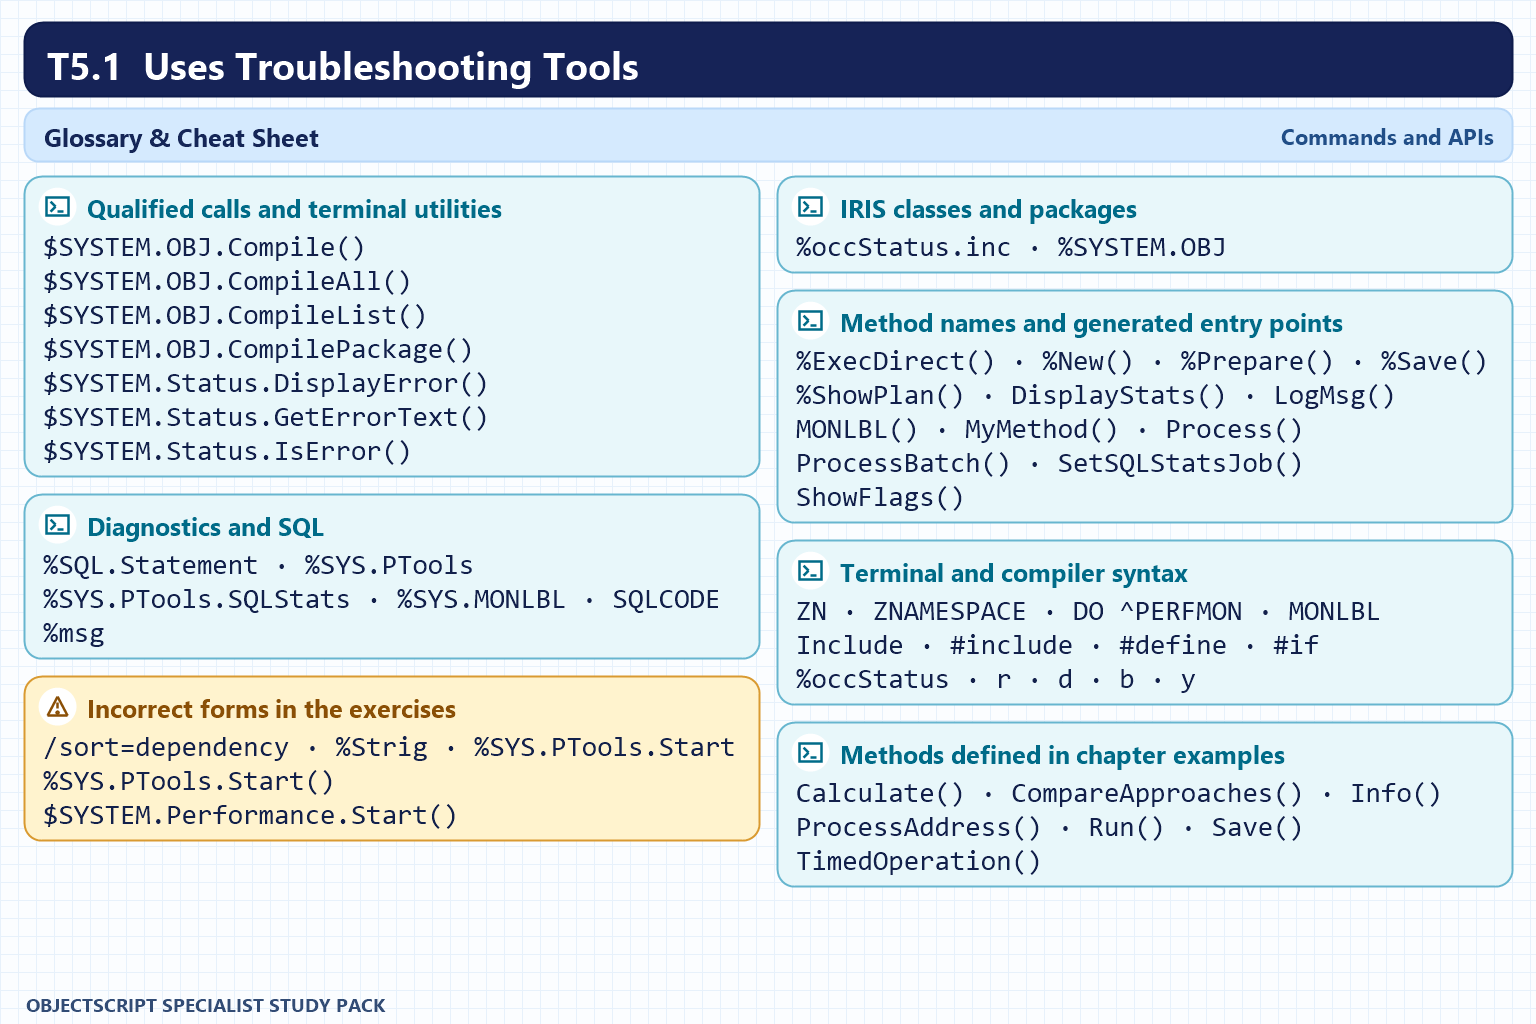 T5.1 Uses Troubleshooting Tools
Glossary & Cheat Sheet
Commands and APIs
Qualified calls and terminal utilities
$SYSTEM.OBJ.Compile()
$SYSTEM.OBJ.CompileAll()
$SYSTEM.OBJ.CompileList()
$SYSTEM.OBJ.CompilePackage()
$SYSTEM.Status.DisplayError()
$SYSTEM.Status.GetErrorText()
$SYSTEM.Status.IsError()
Diagnostics and SQL
%SQL.Statement · %SYS.PTools
%SYS.PTools.SQLStats · %SYS.MONLBL · SQLCODE
%msg
Incorrect forms in the exercises
/sort=dependency · %Strig · %SYS.PTools.Start
%SYS.PTools.Start()
$SYSTEM.Performance.Start()
IRIS classes and packages
%occStatus.inc · %SYSTEM.OBJ
Method names and generated entry points
%ExecDirect() · %New() · %Prepare() · %Save()
%ShowPlan() · DisplayStats() · LogMsg()
MONLBL() · MyMethod() · Process()
ProcessBatch() · SetSQLStatsJob()
ShowFlags()
Terminal and compiler syntax
ZN · ZNAMESPACE · DO ^PERFMON · MONLBL
Include · #include · #define · #if
%occStatus · r · d · b · y
Methods defined in chapter examples
Calculate() · CompareApproaches() · Info()
ProcessAddress() · Run() · Save()
TimedOperation()
OBJECTSCRIPT SPECIALIST STUDY PACK